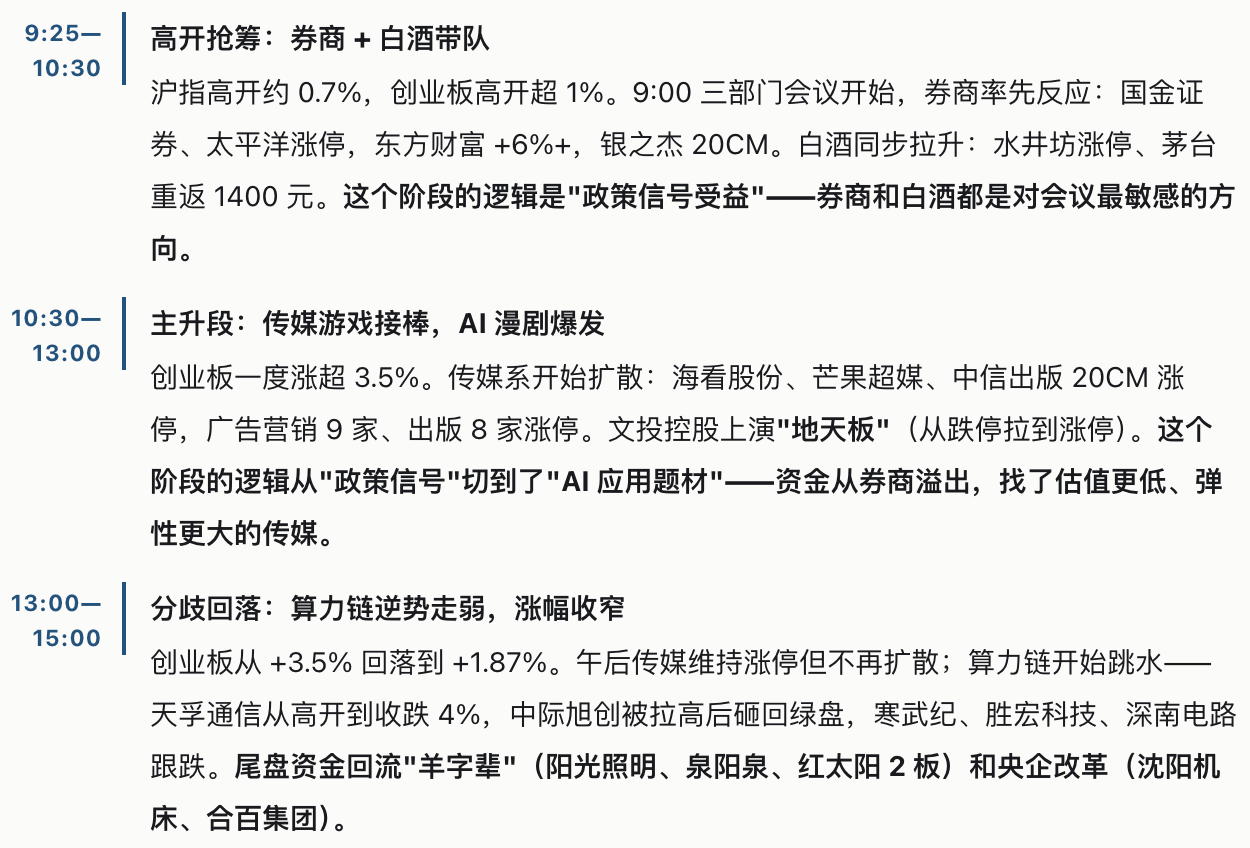 9:25—
10:30
高开抢筹：券商 + 白酒带队
沪指高开约 0.7%，创业板高开超 1%。9:00 三部门会议开始，券商率先反应：国金证
券、太平洋涨停，东方财富 +6%+，银之杰 20CM。白酒同步拉升：水井坊涨停、茅台
重返 1400 元。这个阶段的逻辑是"政策信号受益"——券商和白酒都是对会议最敏感的方
向。
10:30—
13:00
主升段：传媒游戏接棒，AI 漫剧爆发
创业板一度涨超 3.5%。传媒系开始扩散：海看股份、芒果超媒、中信出版 20CM 涨
停，广告营销 9 家、出版 8 家涨停。文投控股上演"地天板"（从跌停拉到涨停）。这个
阶段的逻辑从"政策信号"切到了"AI 应用题材"——资金从券商溢出，找了估值更低、弹
性更大的传媒。
13:00—
15:00
分歧回落：算力链逆势走弱，涨幅收窄
创业板从 +3.5% 回落到 +1.87%。午后传媒维持涨停但不再扩散；算力链开始跳水——
天孚通信从高开到收跌 4%，中际旭创被拉高后砸回绿盘，寒武纪、胜宏科技、深南电路
跟跌。尾盘资金回流"羊字辈"（阳光照明、泉阳泉、红太阳 2 板）和央企改革（沈阳机
床、合百集团）。